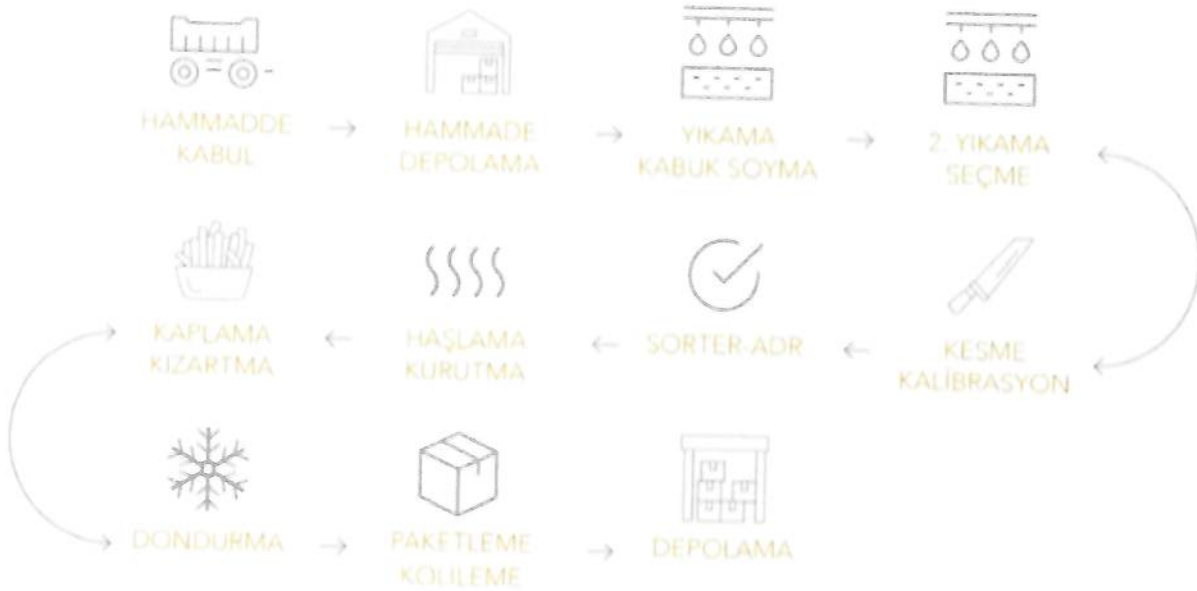 HAMMADDE
KABUL
HAMMADE
DEPOLAMA
YIKAMA
KABUK SOYMA
2. YIKAMA
SEÇME
KESME
KALİBRASYON
SORTER-ADR
HAŞLAMA
KURUTMA
KAPLAMA
KIZARTMA
DONDURMA
PAKETLEME
KOLİLEME
DEPOLAMA